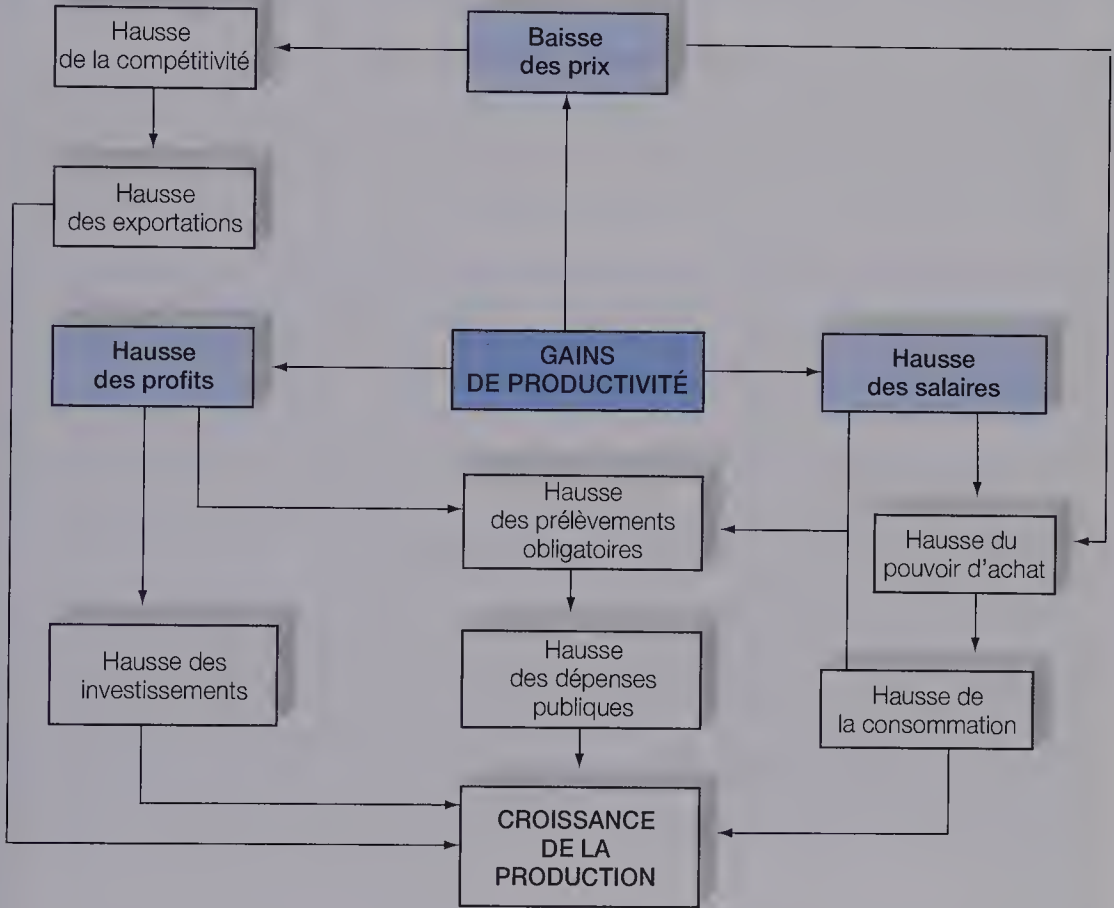 Hausse
de la compétitivité
Baisse
des prix
Hausse
des exportations
Hausse
des profits
GAINS
DE PRODUCTIVITÉ
Hausse
des salaires
Hausse
des prélèvements
obligatoires
Hausse du
pouvoir d'achat
Hausse des
investissements
Hausse
des dépenses
publiques
Hausse de
la consommation
CROISSANCE
DE LA
PRODUCTION